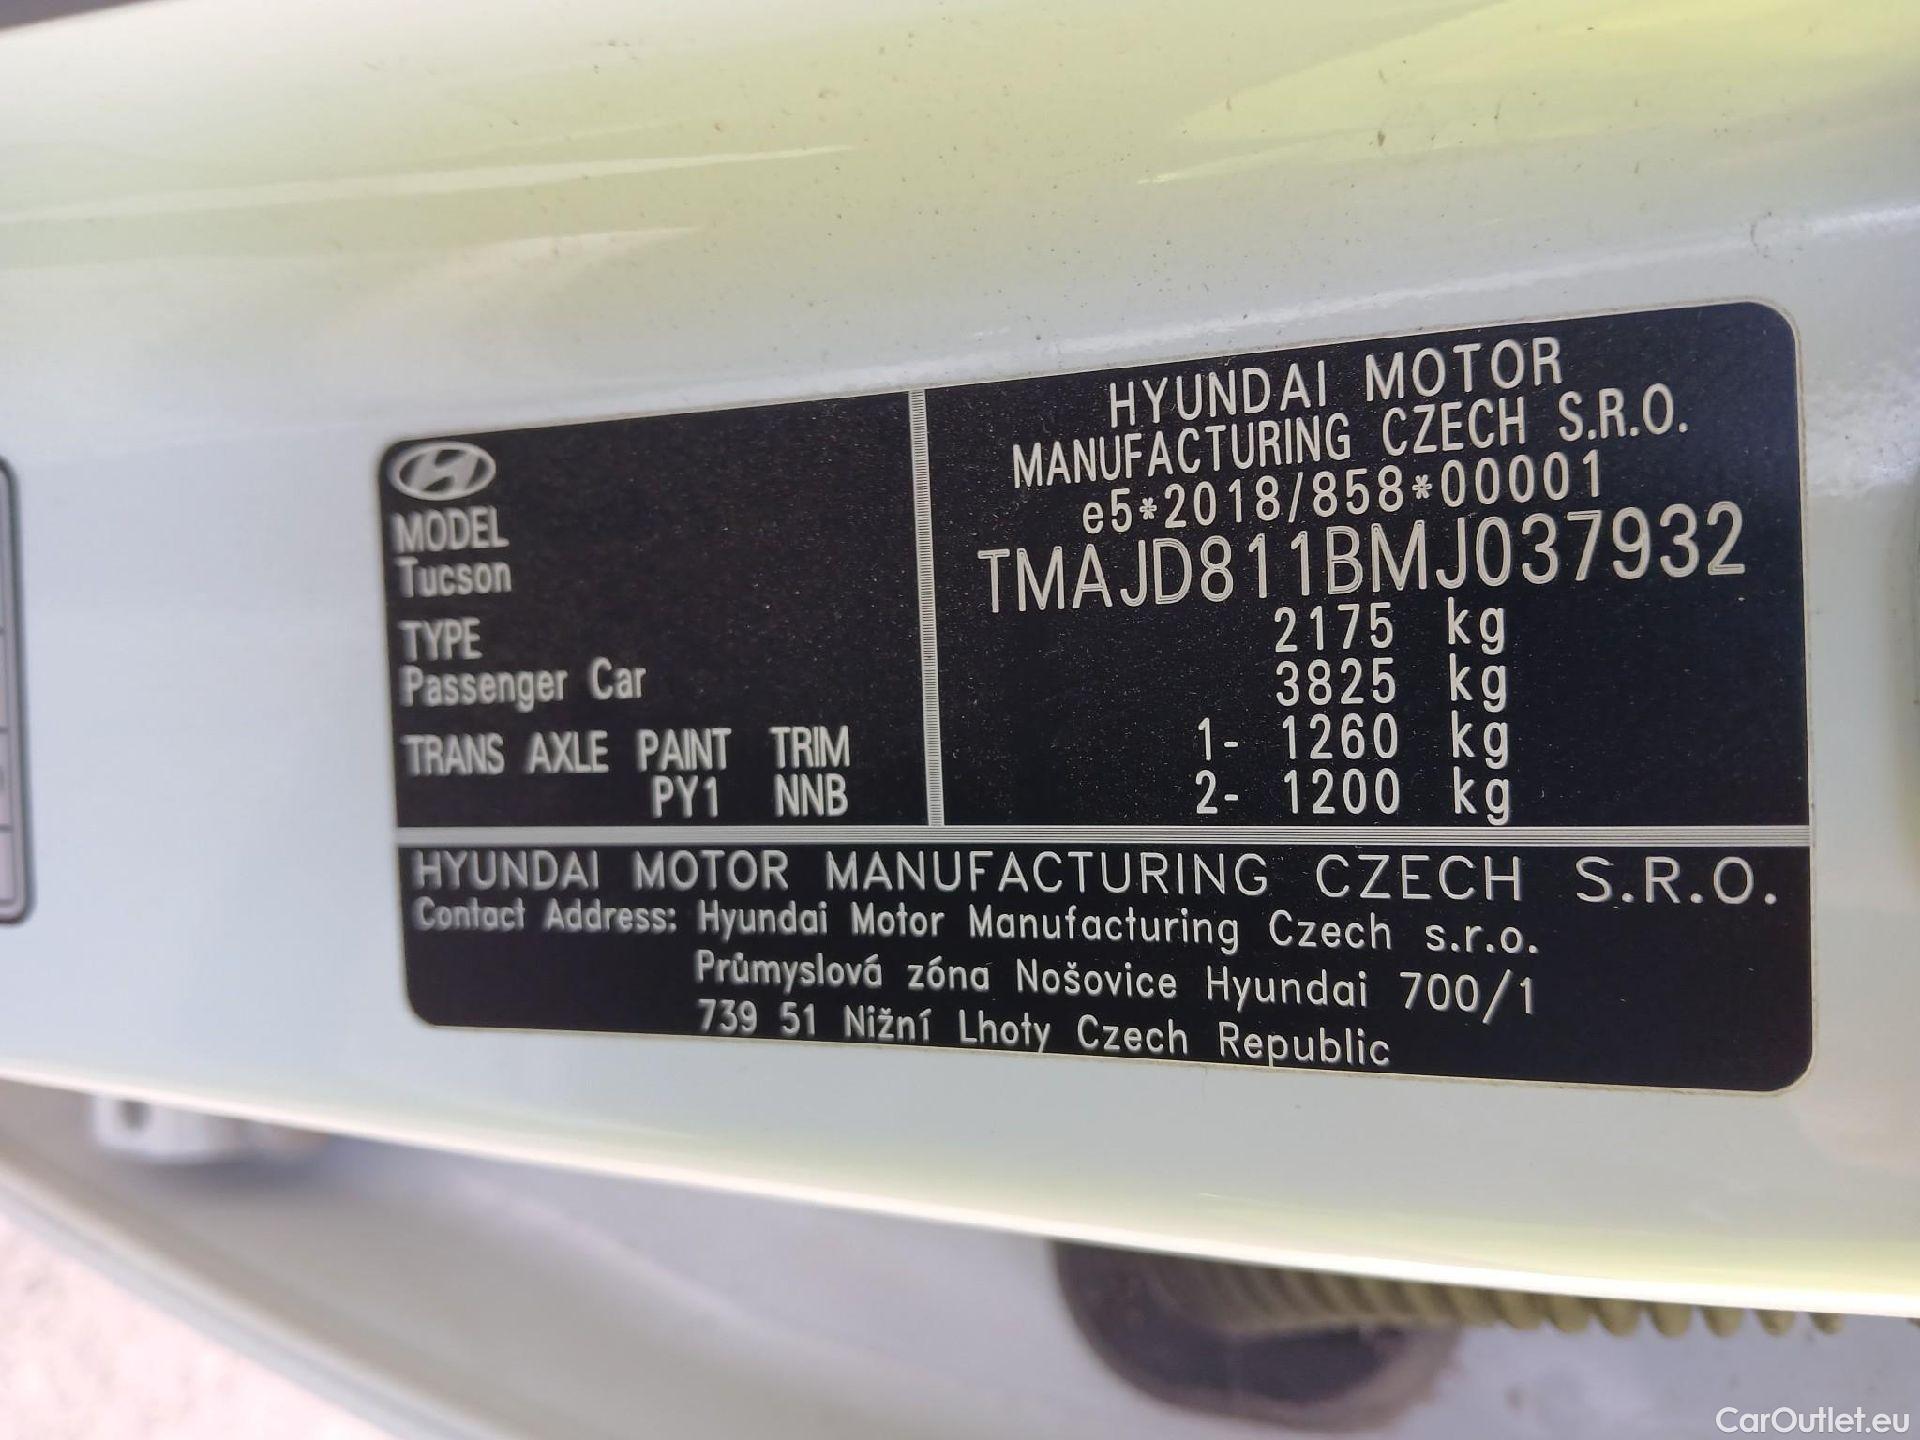 MODEL
Tucson
TYPE
Passenger Car
TRANS AXLE PAINT TRIM
PY1 NNB
HYUNDAI MOTOR
MANUFACTURING CZECH S.R.O.
e5*2018/858*00001
TMAJD811BMJ037932
2175 kg
3825 kg
1- 1260 kg
2- 1200 kg
HYUNDAI MOTOR MANUFACTURING CZECH S.R.O.
Contact Address: Hyundai Motor Manufacturing Czech s.r.o.
Průmyslová zóna Nošovice Hyundai 700/1
739 51 Nižní Lhoty Czech Republic
CarOutlet.eu